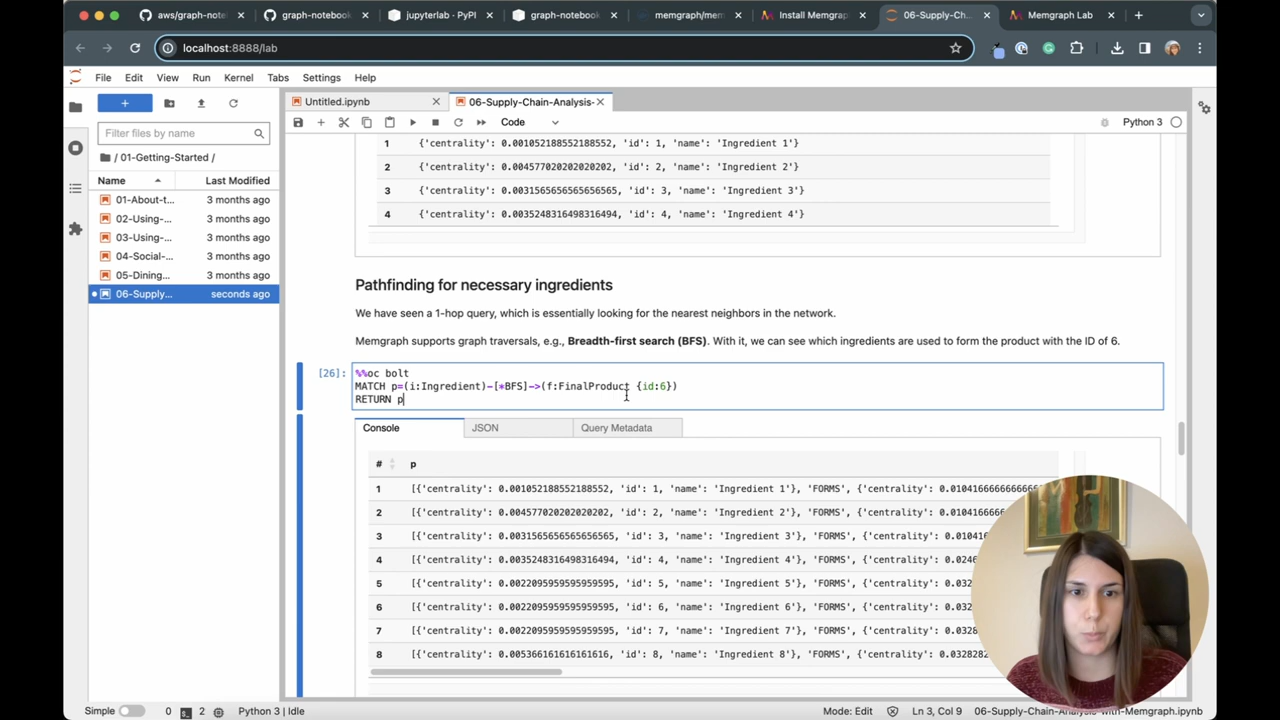 aws/graph-note
graph-notebook
jupyterlab · PyPI
graph-notebook
memgraph/mem
Install Memgrap
06-Supply-Ch
Memgraph Lab
localhost:8888/lab
File Edit View Run Kernel Tabs Settings Help
Untitled.ipynb
06-Supply-Chain-Analysis-
Filter files by name
/ 01-Getting-Started /
Name Last Modified
01-About-t... 3 months ago
02-Using-... 3 months ago
03-Using-... 3 months ago
04-Social-... 3 months ago
05-Dining... 3 months ago
06-Supply... seconds ago
Code
Python 3
1 {'centrality': 0.001052188552188552, 'id': 1, 'name': 'Ingredient 1'}
2 {'centrality': 0.004577020202020202, 'id': 2, 'name': 'Ingredient 2'}
3 {'centrality': 0.0031565656565656565, 'id': 3, 'name': 'Ingredient 3'}
4 {'centrality': 0.0035248316498316494, 'id': 4, 'name': 'Ingredient 4'}
Pathfinding for necessary ingredients
We have seen a 1-hop query, which is essentially looking for the nearest neighbors in the network.
Memgraph supports graph traversals, e.g., Breadth-first search (BFS). With it, we can see which ingredients are used to form the product with the ID of 6.
[26]: %%oc bolt
MATCH p=(i:Ingredient)-[*BFS]->(f:FinalProduct {id:6})
RETURN p
Console JSON Query Metadata
# p
1 [{'centrality': 0.001052188552188552, 'id': 1, 'name': 'Ingredient 1'}, 'FORMS', {'centrality': 0.0104166666666666
2 [{'centrality': 0.004577020202020202, 'id': 2, 'name': 'Ingredient 2'}, 'FORMS', {'centrality': 0.010416
3 [{'centrality': 0.0031565656565656565, 'id': 3, 'name': 'Ingredient 3'}, 'FORMS', {'centrality': 0.01041
4 [{'centrality': 0.0035248316498316494, 'id': 4, 'name': 'Ingredient 4'}, 'FORMS', {'centrality': 0.0246
5 [{'centrality': 0.0022095959595959595, 'id': 5, 'name': 'Ingredient 5'}, 'FORMS', {'centrality': 0.032
6 [{'centrality': 0.0022095959595959595, 'id': 6, 'name': 'Ingredient 6'}, 'FORMS', {'centrality': 0.032
7 [{'centrality': 0.0022095959595959595, 'id': 7, 'name': 'Ingredient 7'}, 'FORMS', {'centrality': 0.0328
8 [{'centrality': 0.005366161616161616, 'id': 8, 'name': 'Ingredient 8'}, 'FORMS', {'centrality': 0.0328282
Simple 0 2 Python 3 | Idle
Mode: Edit Ln 3, Col 9 06-Supply-Chain-Analysis-with-Memgraph.ipynb